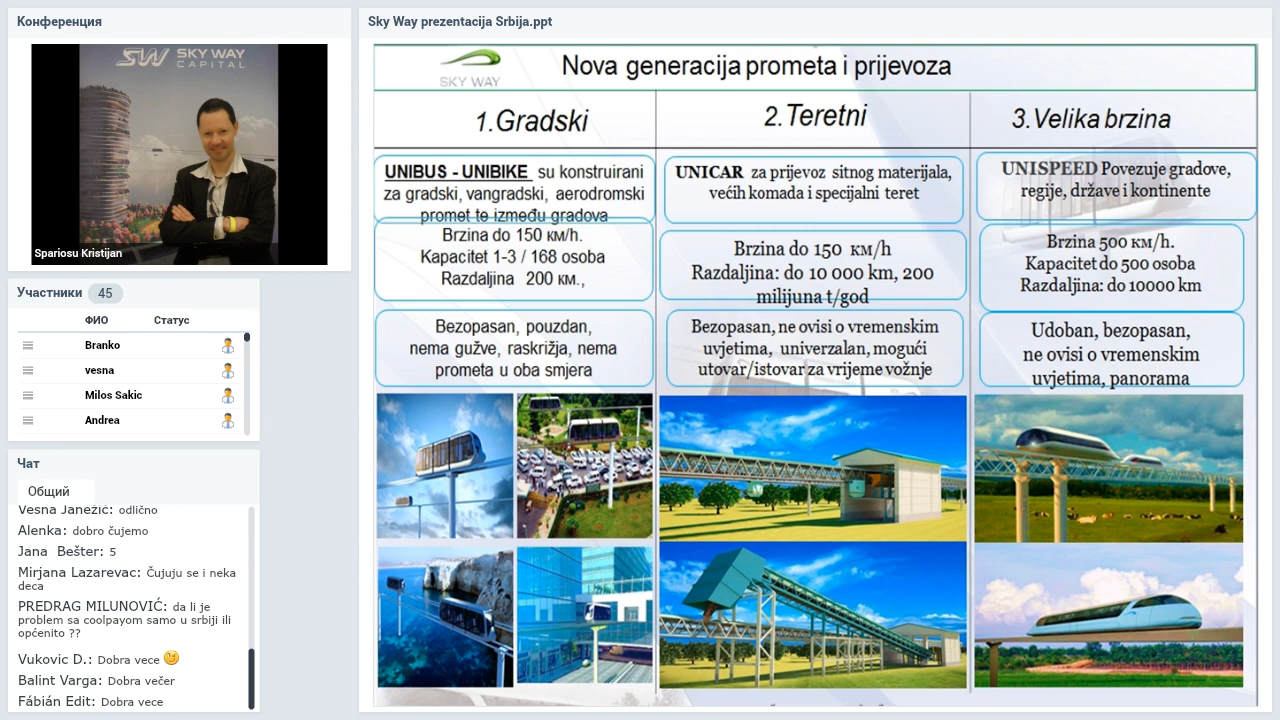 Конференция
SKY WAY
CAPITAL
Spariosu Kristijan
Участники 45
ФИО Статус
Branko
vesna
Milos Sakic
Andrea
Чат
Общий
Vesna Janežič: odlično
Alenka: dobro čujemo
Jana Bešter: 5
Mirjana Lazarevac: Čujuju se i neka
deca
PREDRAG MILUNOVIĆ: da li je
problem sa coolpayom samo u srbiji ili
općenito ??
Vukovic D.: Dobra vece 😉
Balint Varga: Dobra večer
Fábián Edit: Dobra vece
Sky Way prezentacija Srbija.ppt
SKY WAY
Nova generacija prometa i prijevoza
1.Gradski
UNIBUS - UNIBIKE su konstruirani
za gradski, vangradski, aerodromski
promet te između gradova
Brzina do 150 км/h.
Kapacitet 1-3 / 168 osoba
Razdaljina 200 км.,
Bezopasan, pouzdan,
nema gužve, raskrižja, nema
prometa u oba smjera
2.Teretni
UNICAR za prijevoz sitnog materijala,
većih komada i specijalni teret
Brzina do 150 км/h
Razdaljina: do 10 000 km, 200
milijuna t/god
Bezopasan, ne ovisi o vremenskim
uvjetima, univerzalan, mogući
utovar/istovar za vrijeme vožnje
3.Velika brzina
UNISPEED Povezuje gradove,
regije, države i kontinente
Brzina 500 км/h.
Kapacitet do 500 osoba
Razdaljina: do 10000 km
Udoban, bezopasan,
ne ovisi o vremenskim
uvjetima, panorama